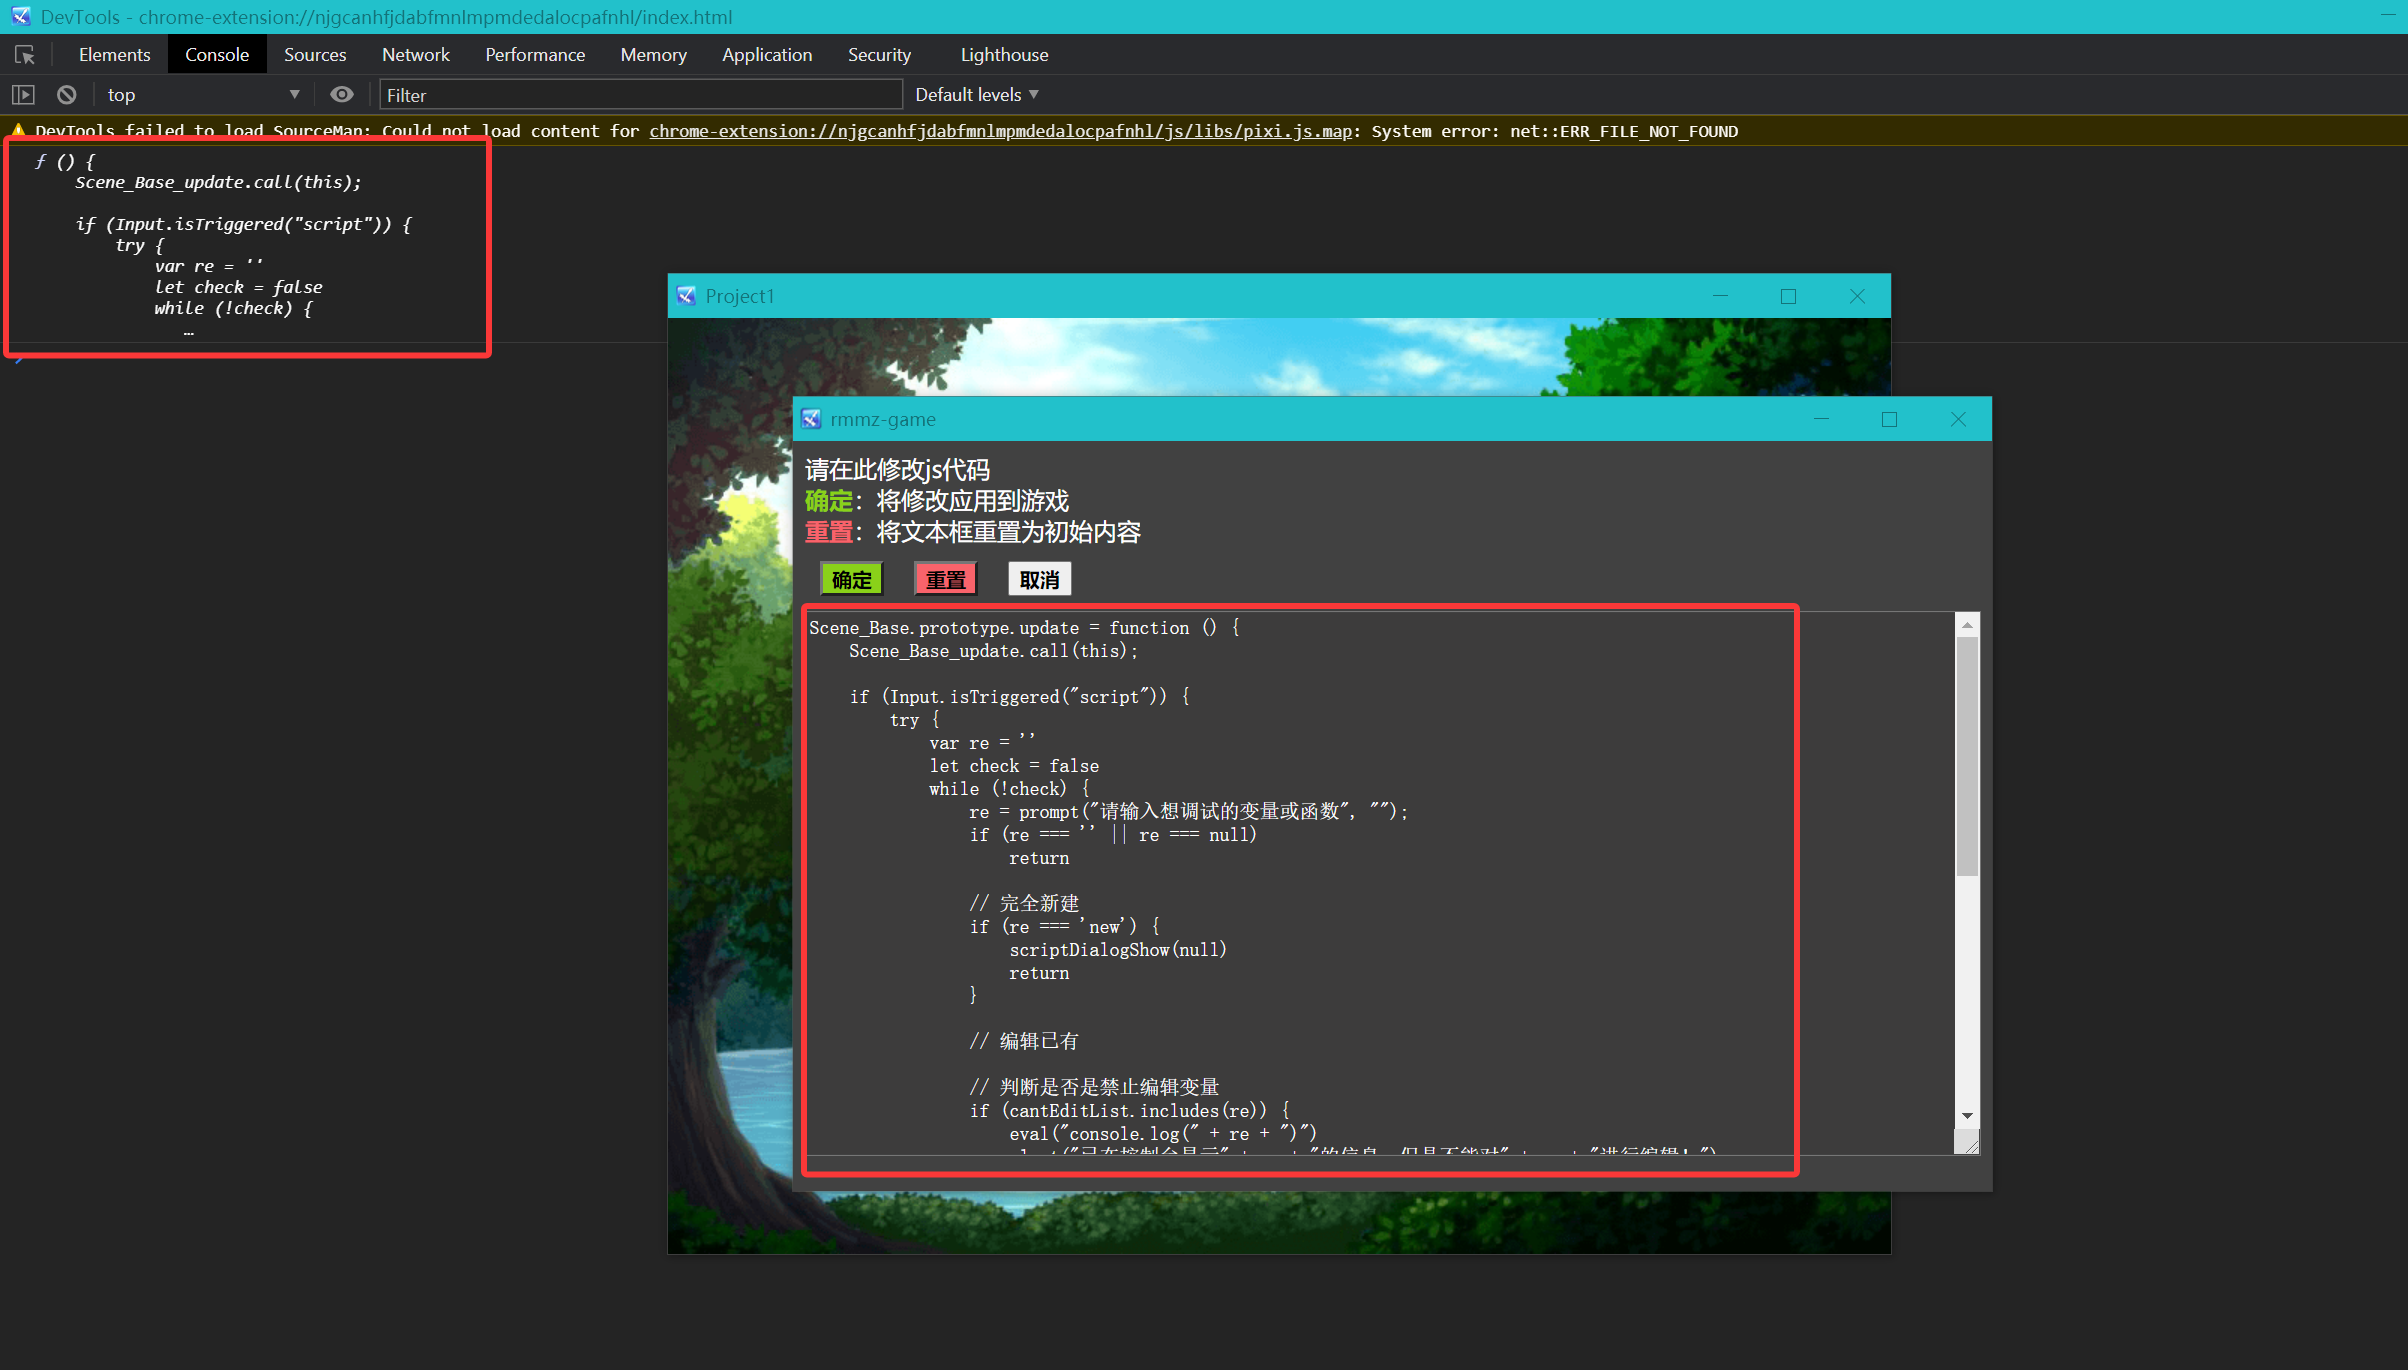 DevTools - chrome-extension://njgcanhfjdabfmnlmpmdedalocpafnhl/index.html
Elements Console Sources Network Performance Memory Application Security Lighthouse
top Filter Default levels
DevTools failed to load SourceMap: Could not load content for chrome-extension://njgcanhfjdabfmnlmpmdedalocpafnhl/js/libs/pixi.js.map: System error: net::ERR_FILE_NOT_FOUND
ƒ () {
Scene_Base_update.call(this);
if (Input.isTriggered("script")) {
try {
var re = ''
let check = false
while (!check) {
…
Project1
rmmz-game
请在此修改js代码
确定：将修改应用到游戏
重置：将文本框重置为初始内容
确定 重置 取消
Scene_Base.prototype.update = function () {
Scene_Base_update.call(this);
if (Input.isTriggered("script")) {
try {
var re = ''
let check = false
while (!check) {
re = prompt("请输入想调试的变量或函数", "");
if (re === '' || re === null)
return
// 完全新建
if (re === 'new') {
scriptDialogShow(null)
return
}
// 编辑已有
// 判断是否是禁止编辑变量
if (cantEditList.includes(re)) {
eval("console.log(" + re + ")")